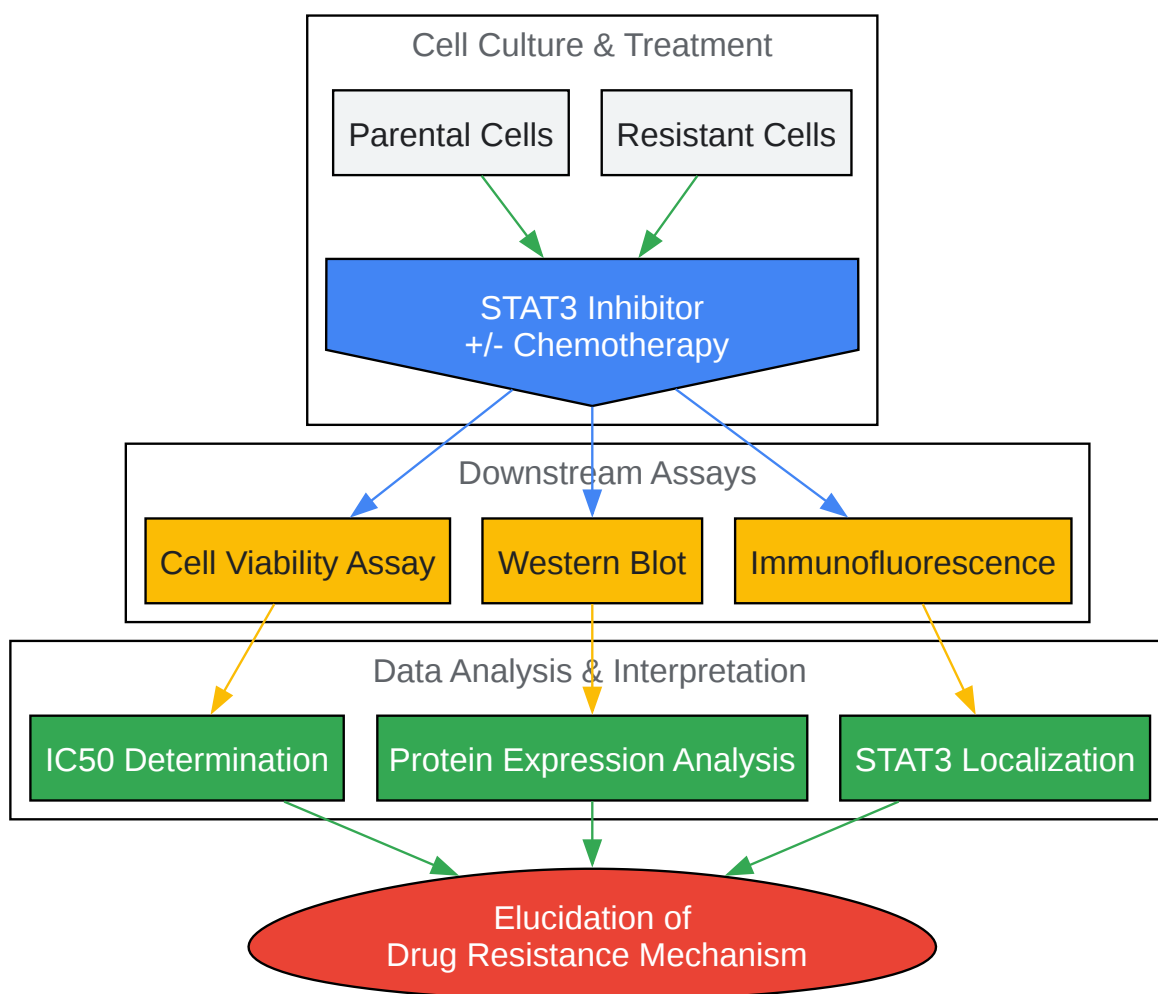 Cell Culture & Treatment
Parental Cells
Resistant Cells
STAT3 Inhibitor
+/- Chemotherapy
Downstream Assays
Cell Viability Assay
Western Blot
Immunofluorescence
Data Analysis & Interpretation
IC50 Determination
Protein Expression Analysis
STAT3 Localization
Elucidation of
Drug Resistance Mechanism